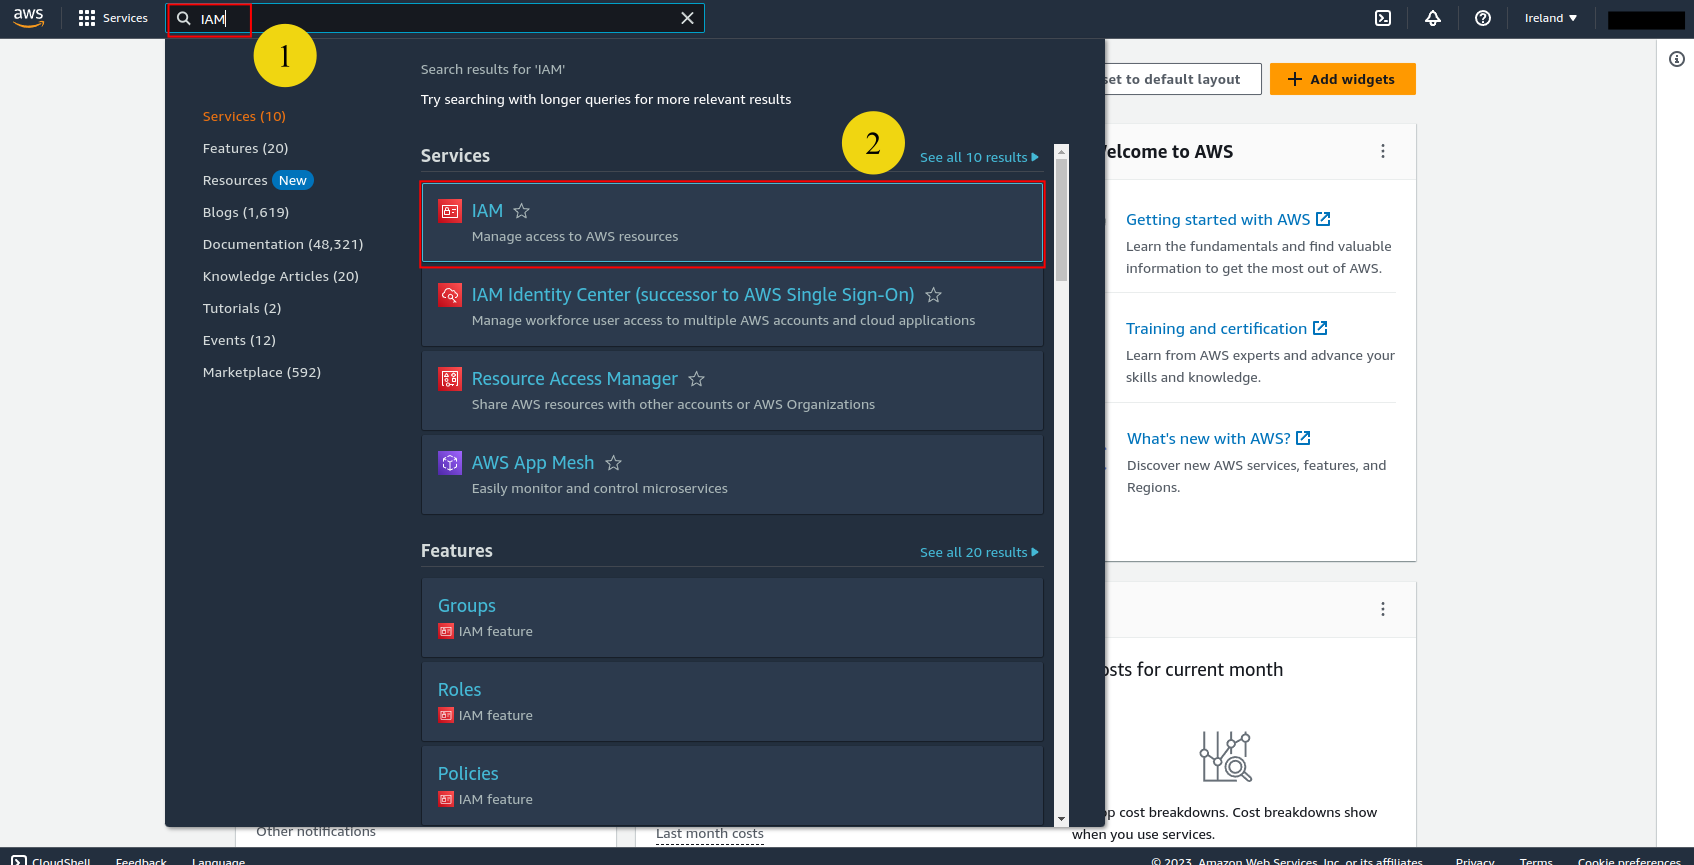 aws
Services
IAM
Ireland
1
Search results for 'IAM'
Try searching with longer queries for more relevant results
Services (10)
Features (20)
Resources New
Blogs (1,619)
Documentation (48,321)
Knowledge Articles (20)
Tutorials (2)
Events (12)
Marketplace (592)
2
Services
See all 10 results
IAM
Manage access to AWS resources
IAM Identity Center (successor to AWS Single Sign-On)
Manage workforce user access to multiple AWS accounts and cloud applications
Resource Access Manager
Share AWS resources with other accounts or AWS Organizations
AWS App Mesh
Easily monitor and control microservices
Features
See all 20 results
Groups
IAM feature
Roles
IAM feature
Policies
IAM feature
set to default layout
Add widgets
elcome to AWS
Getting started with AWS
Learn the fundamentals and find valuable
information to get the most out of AWS.
Training and certification
Learn from AWS experts and advance your
skills and knowledge.
What's new with AWS?
Discover new AWS services, features, and
Regions.
osts for current month
p cost breakdowns. Cost breakdowns show
when you use services.
Other notifications
Last month costs
CloudShell
Feedback
Language
© 2023, Amazon Web Services, Inc. or its affiliates.
Privacy
Terms
Cookie preferences